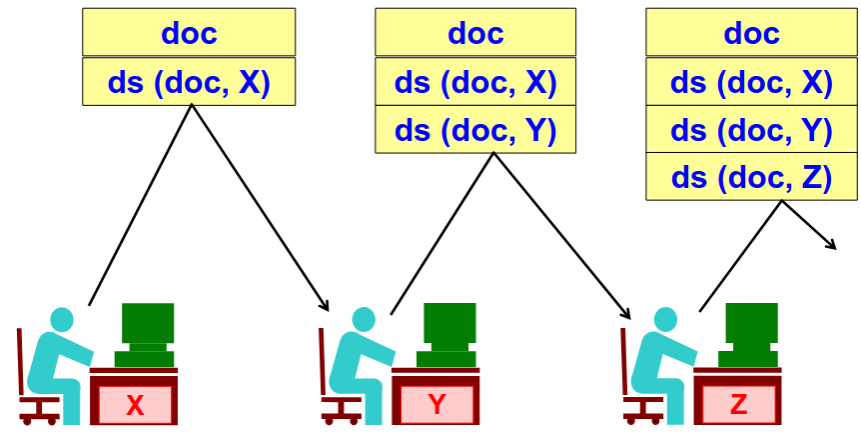 doc
ds (doc, X)
doc
ds (doc, X)
ds (doc, Y)
doc
ds (doc, X)
ds (doc, Y)
ds (doc, Z)
X
Y
Z